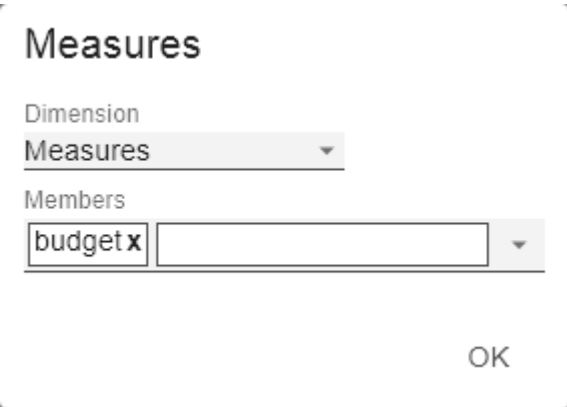 Measures
Dimension
Measures
Members
budget x
OK